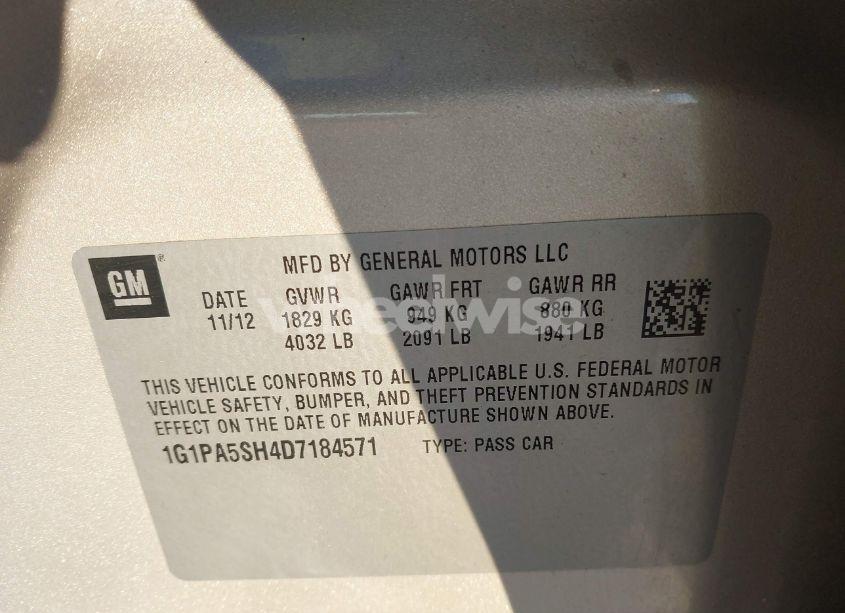 GM
MFD BY GENERAL MOTORS LLC
DATE GVWR GAWR FRT GAWR RR
11/12 1829 KG 949 KG 880 KG
4032 LB 2091 LB 1941 LB
THIS VEHICLE CONFORMS TO ALL APPLICABLE U.S. FEDERAL MOTOR
VEHICLE SAFETY, BUMPER, AND THEFT PREVENTION STANDARDS IN
EFFECT ON THE DATE OF MANUFACTURE SHOWN ABOVE.
1G1PA5SH4D7184571 TYPE: PASS CAR
wheelwise